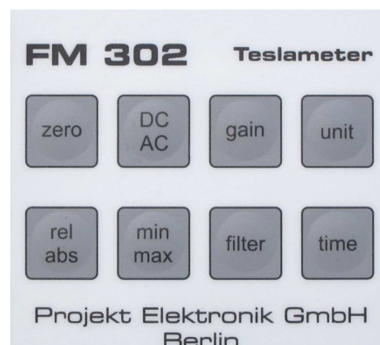 FM 302 Teslameter
zero DC AC gain unit
rel abs min max filter time
Projekt Elektronik GmbH
Berlin